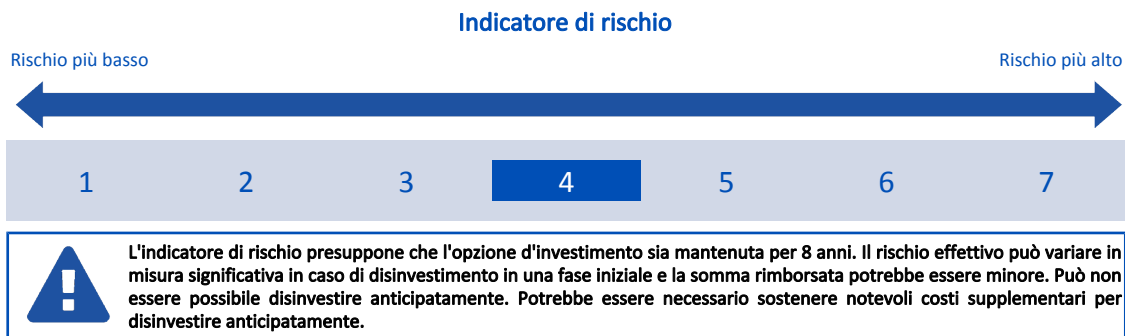 Indicatore di rischio
Rischio più basso
Rischio più alto
1 2 3 4 5 6 7
L'indicatore di rischio presuppone che l'opzione d'investimento sia mantenuta per 8 anni. Il rischio effettivo può variare in
misura significativa in caso di disinvestimento in una fase iniziale e la somma rimborsata potrebbe essere minore. Può non
essere possibile disinvestire anticipatamente. Potrebbe essere necessario sostenere notevoli costi supplementari per
disinvestire anticipatamente.